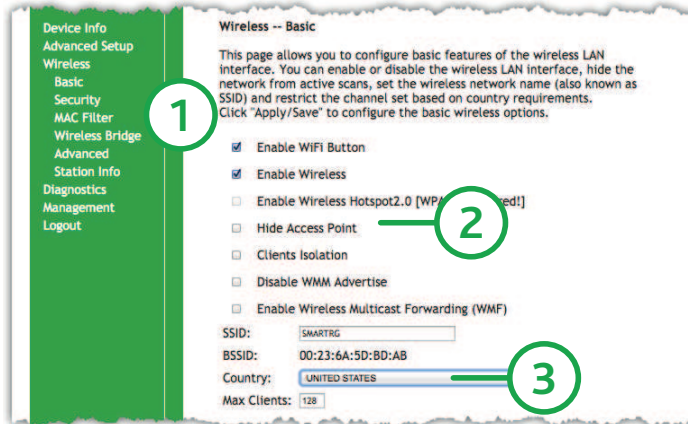 Device Info
Advanced Setup
Wireless
Basic
Security
MAC Filter
Wireless Bridge
Advanced
Station Info
Diagnostics
Management
Logout
1
Wireless -- Basic
This page allows you to configure basic features of the wireless LAN
interface. You can enable or disable the wireless LAN interface, hide the
network from active scans, set the wireless network name (also known as
SSID) and restrict the channel set based on country requirements.
Click "Apply/Save" to configure the basic wireless options.
Enable WiFi Button
Enable Wireless
Enable Wireless Hotspot2.0
Hide Access Point
2
Clients Isolation
Disable WMM Advertise
Enable Wireless Multicast Forwarding (WMF)
SSID: SMARTRG
BSSID: 00:23:6A:5D:BD:AB
Country: UNITED STATES
3
Max Clients: 128